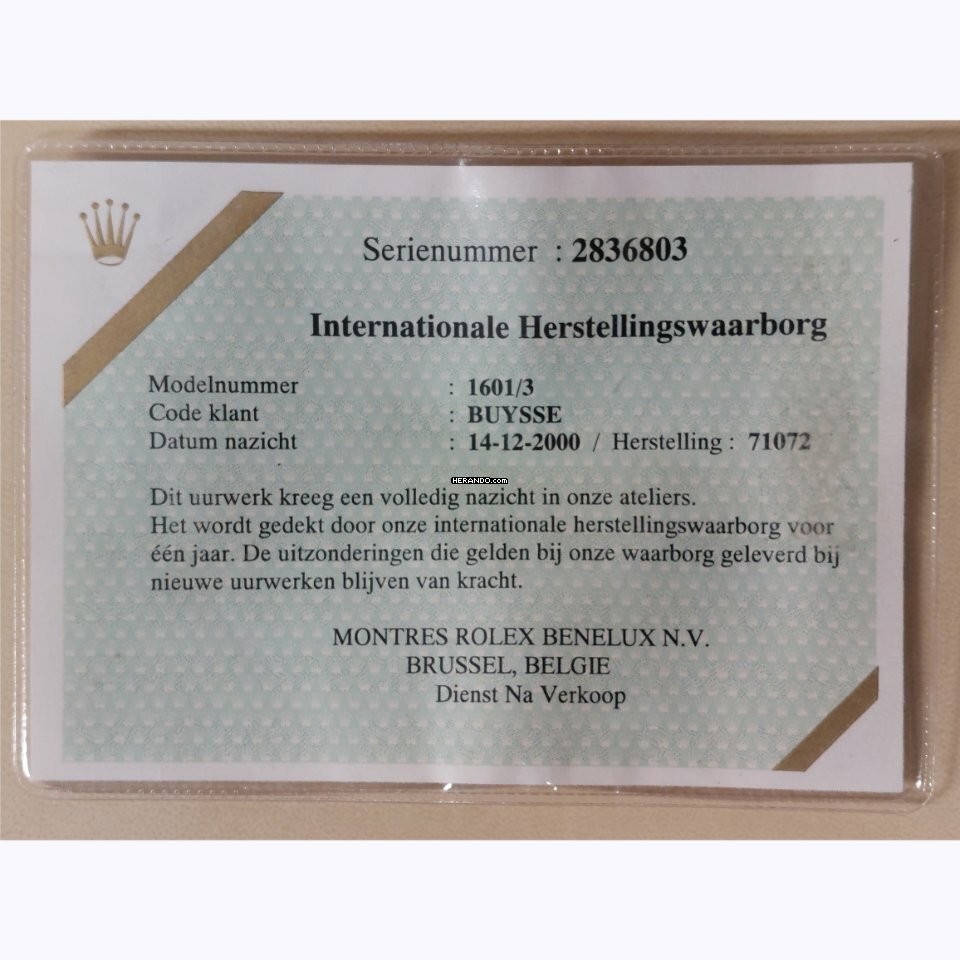 Serienummer : 2836803
Internationale Herstellingswaarborg
Modelnummer : 1601/3
Code klant : BUYSSE
Datum nazicht : 14-12-2000 / Herstelling : 71072
HERANDO.com
Dit uurwerk kreeg een volledig nazicht in onze ateliers.
Het wordt gedekt door onze internationale herstellingswaarborg voor
één jaar. De uitzonderingen die gelden bij onze waarborg geleverd bij
nieuwe uurwerken blijven van kracht.
MONTRES ROLEX BENELUX N.V.
BRUSSEL, BELGIE
Dienst Na Verkoop